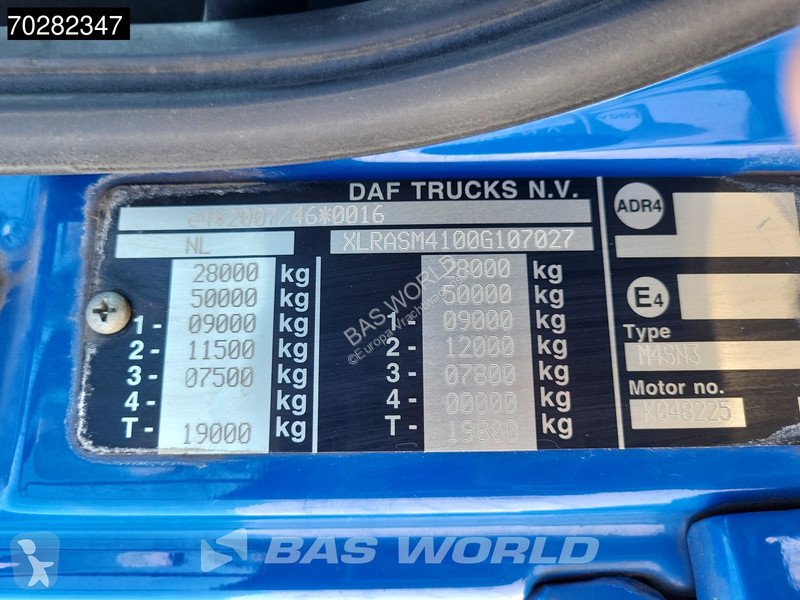 70282347
DAF TRUCKS N.V.
e4*2007/46*0016
NL XLRASM4100G107027
28000 kg 28000 kg
50000 kg 50000 kg
1 - 09000 kg 1 - 09000 kg
2 - 11500 kg 2 - 12000 kg
3 - 07500 kg 3 - 07800 kg
4 - 4 - 00000 kg
T - 19000 kg T - 19800 kg
ADR4
E4
Type
M4SN3
Motor no.
K048225
BAS WORLD
©Europa Vrachtwagens
BAS WORLD